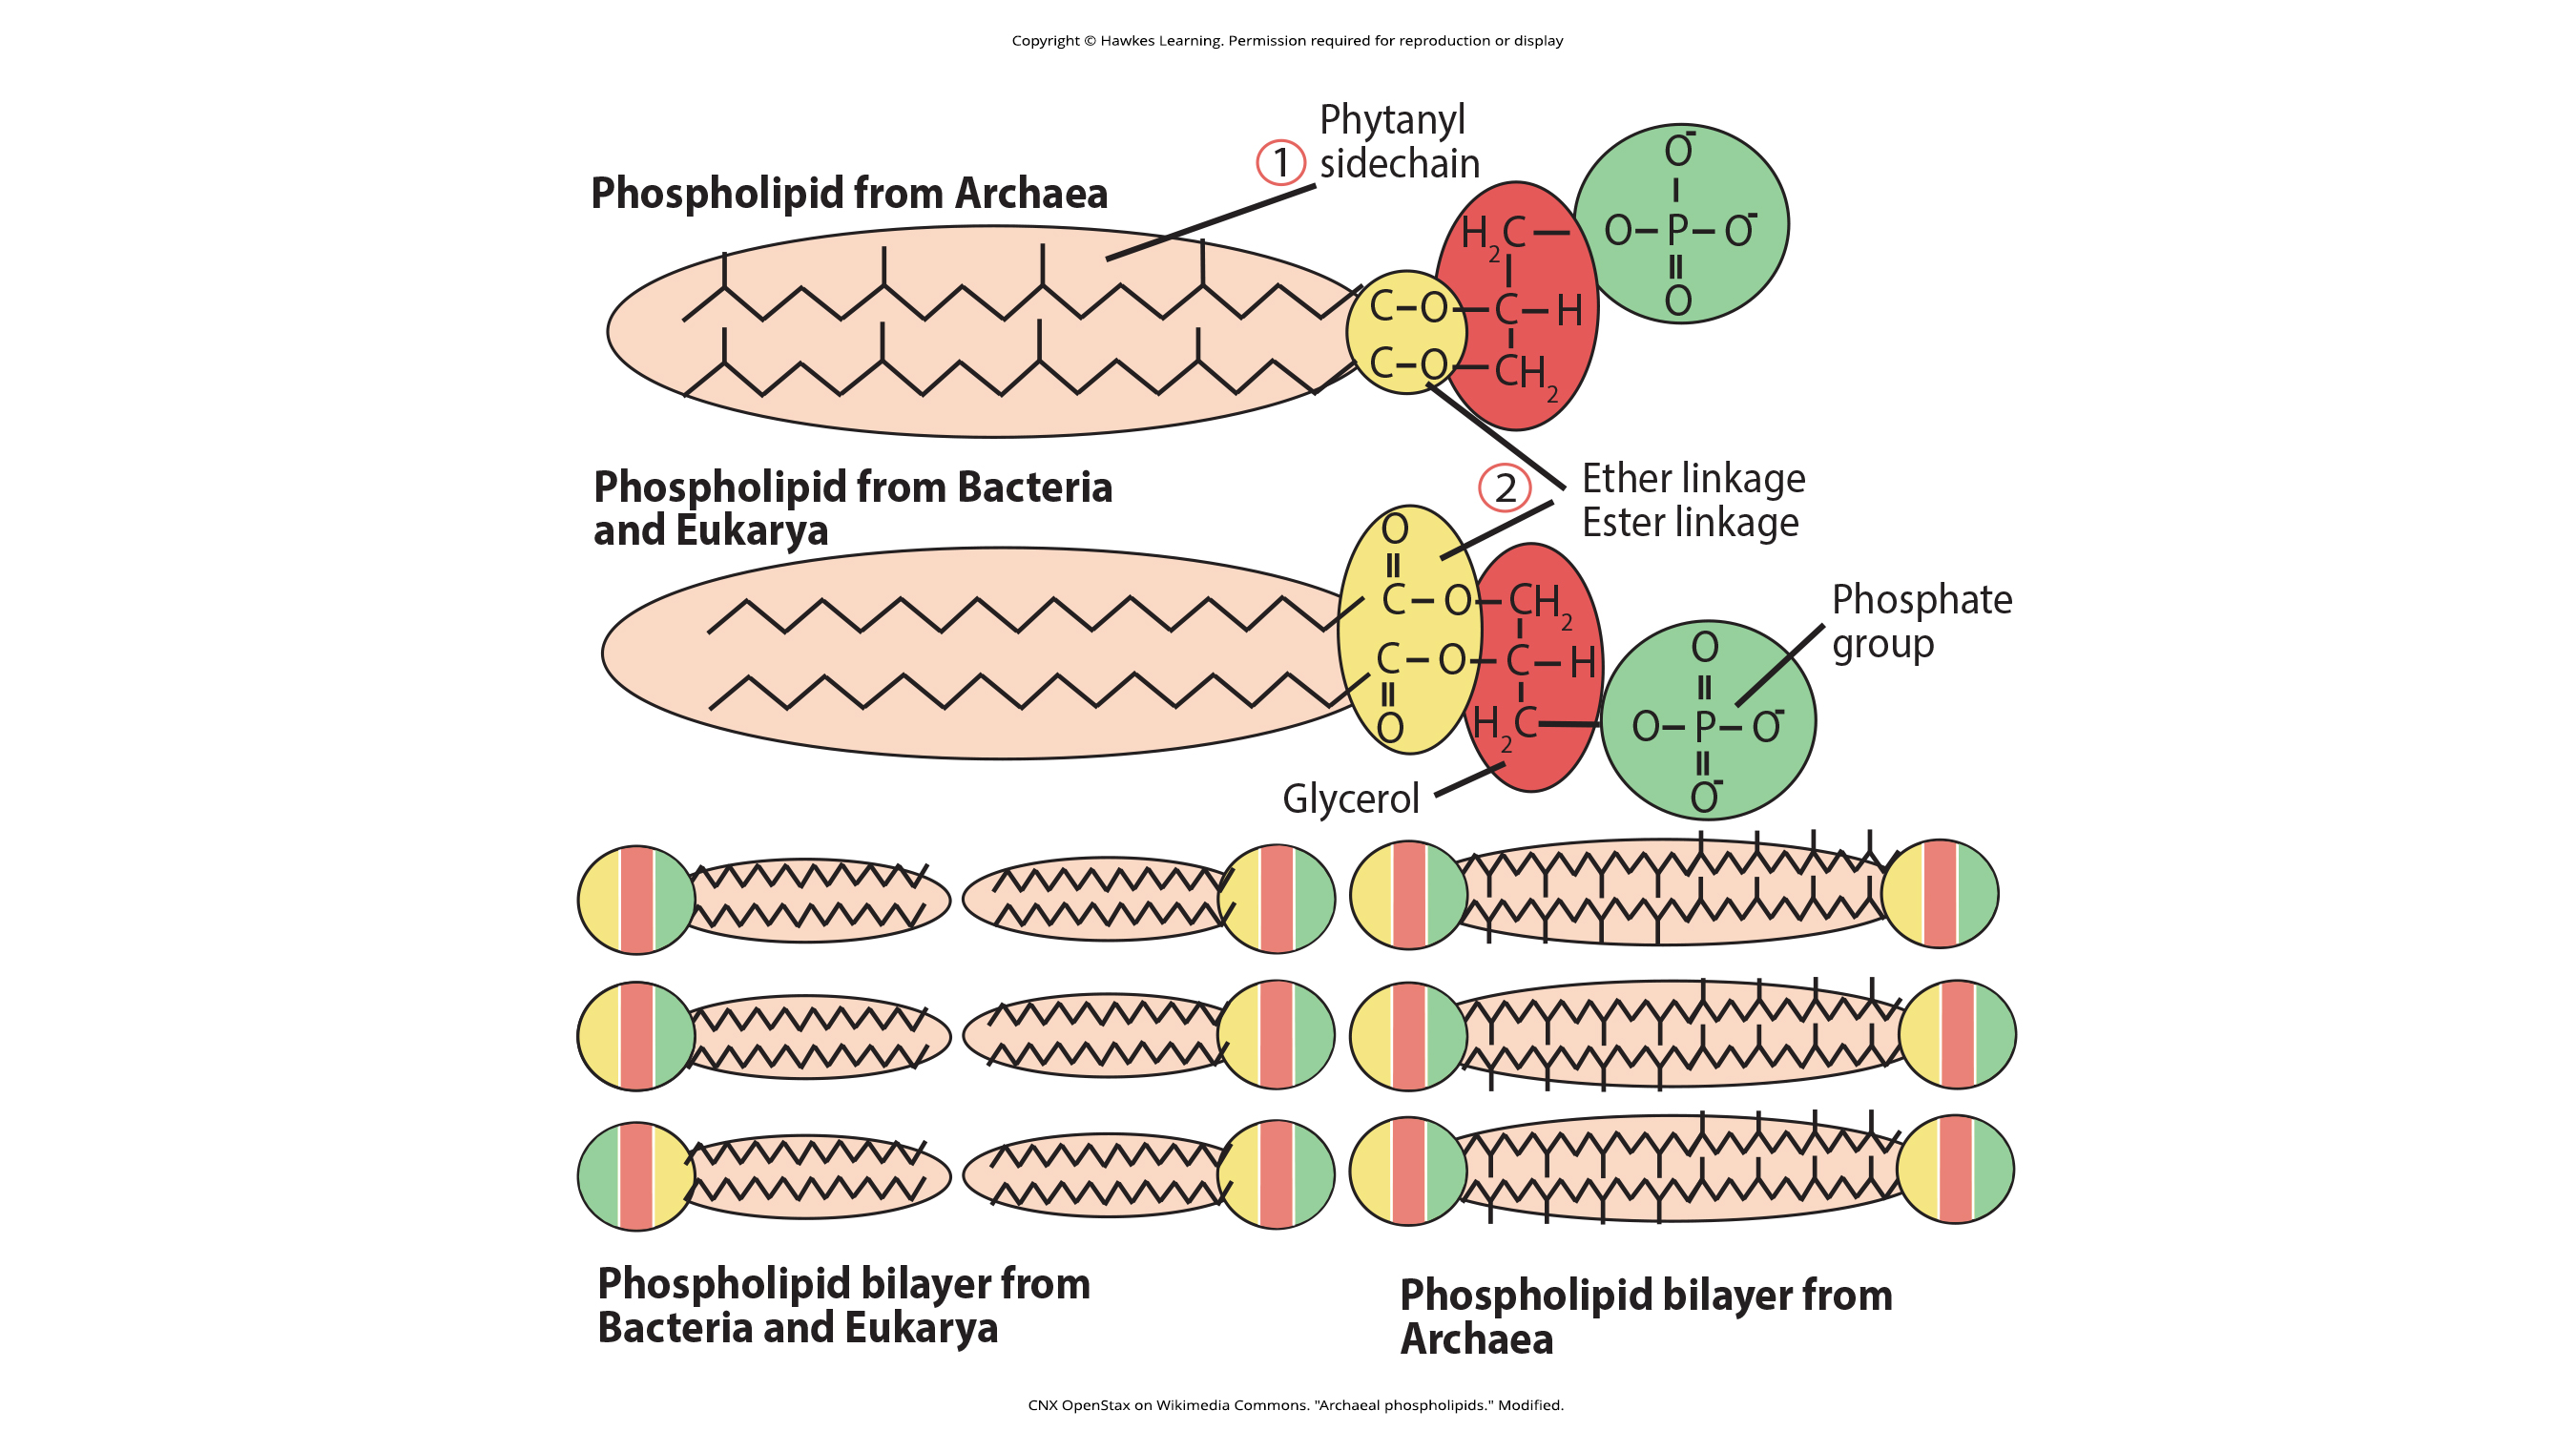 Copyright © Hawkes Learning. Permission required for reproduction or display
Phytanyl
1 sidechain
Phospholipid from Archaea
O-
O–P–O-
O
H2C
C–O–C–H
C–O–CH2
Phospholipid from Bacteria
and Eukarya
2 Ether linkage
Ester linkage
O
C–O–CH2
C–O–C–H
O
H2C
Phosphate
group
O
O–P–O-
O-
Glycerol
Phospholipid bilayer from
Bacteria and Eukarya
Phospholipid bilayer from
Archaea
CNX OpenStax on Wikimedia Commons. "Archaeal phospholipids." Modified.